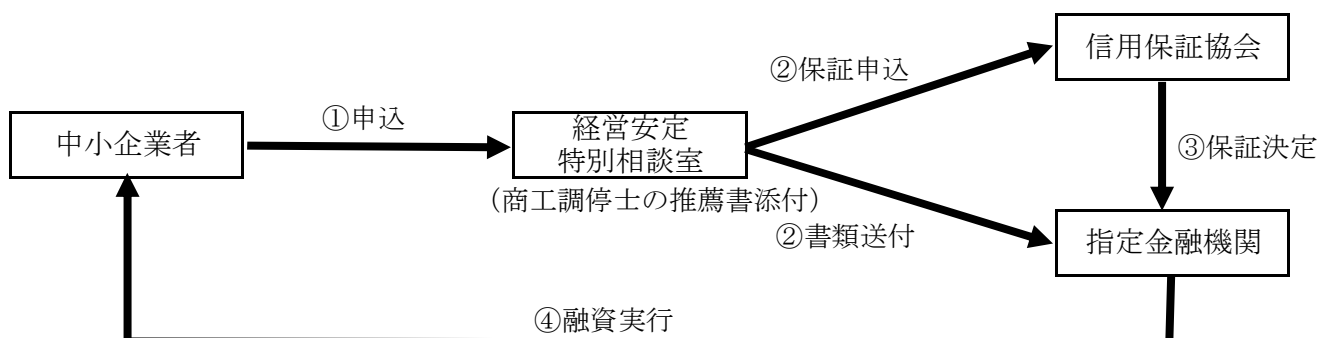 信用保証協会
②保証申込
①申込
中小企業者
経営安定
特別相談室
③保証決定
(商工調停士の推薦書添付)
②書類送付
指定金融機関
④融資実行